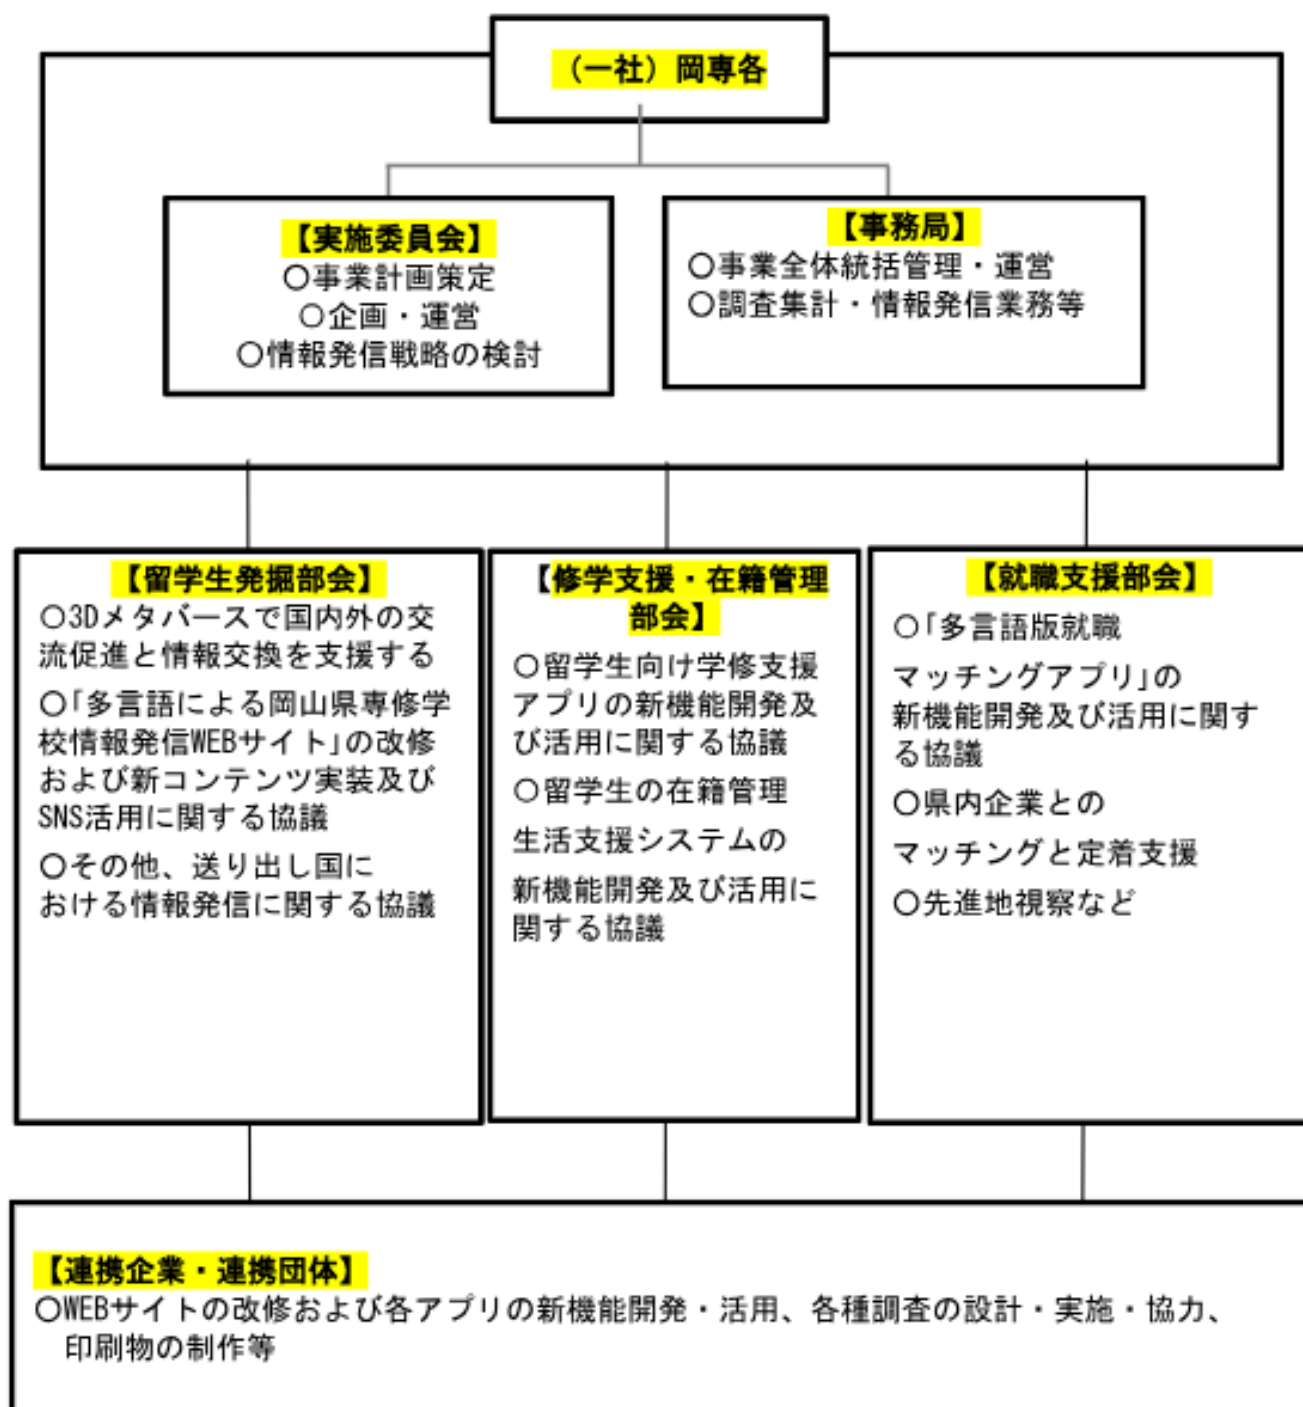 （一社）岡専各
【実施委員会】
○事業計画策定
○企画・運営
○情報発信戦略の検討
【事務局】
○事業全体統括管理・運営
○調査集計・情報発信業務等
【留学生発掘部会】
○3Dメタバースで国内外の交
流促進と情報交換を支援する
○｢多言語による岡山県専修学
校情報発信WEBサイト｣の改修
および新コンテンツ実装及び
SNS活用に関する協議
○その他、送り出し国に
おける情報発信に関する協議
【修学支援・在籍管理
部会】
○留学生向け学修支援
アプリの新機能開発及
び活用に関する協議
○留学生の在籍管理
生活支援システムの
新機能開発及び活用に
関する協議
【就職支援部会】
○｢多言語版就職
マッチングアプリ｣の
新機能開発及び活用に関す
る協議
○県内企業との
マッチングと定着支援
○先進地視察など
【連携企業・連携団体】
○WEBサイトの改修および各アプリの新機能開発・活用、各種調査の設計・実施・協力、
印刷物の制作等